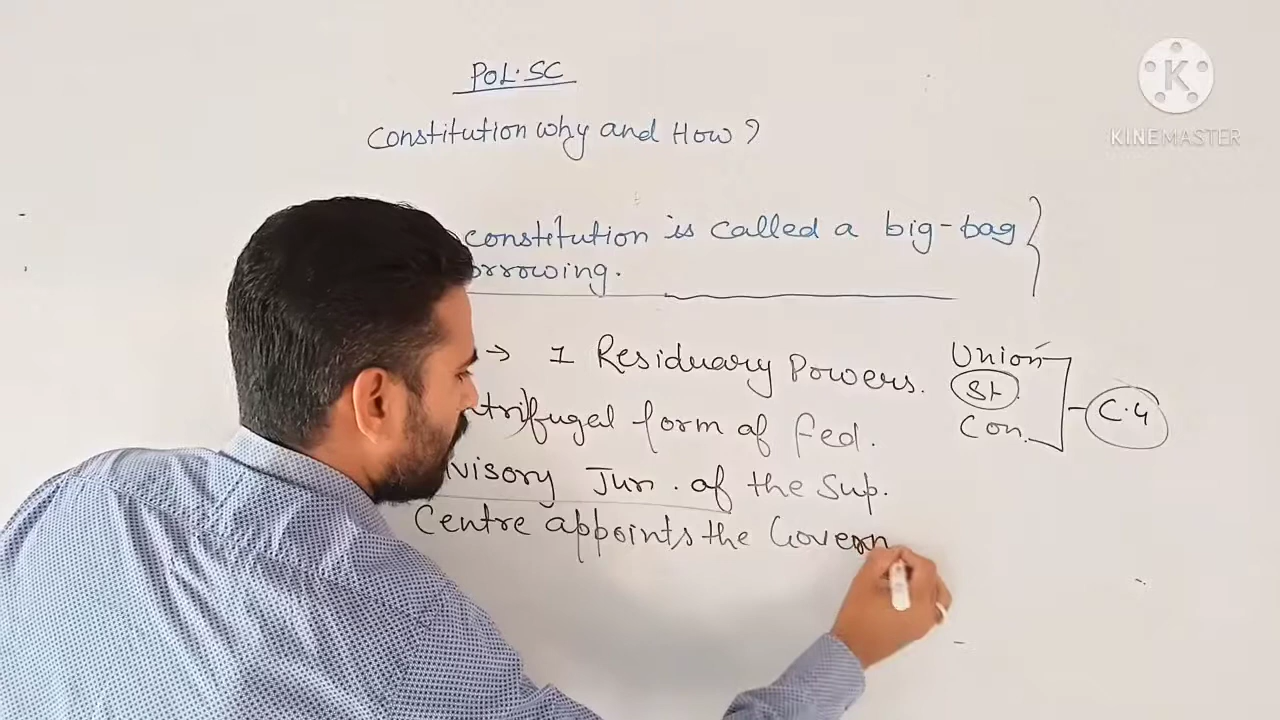 POL.SC
Constitution why and How?
constitution is called a big-bag
orrowing.
→ 1 Residuary Powers.
Union
St
Con.
C.4
ntrifugal form of fed.
visory Jur. of the Sup.
Centre appoints the Govern
K
KINEMASTER